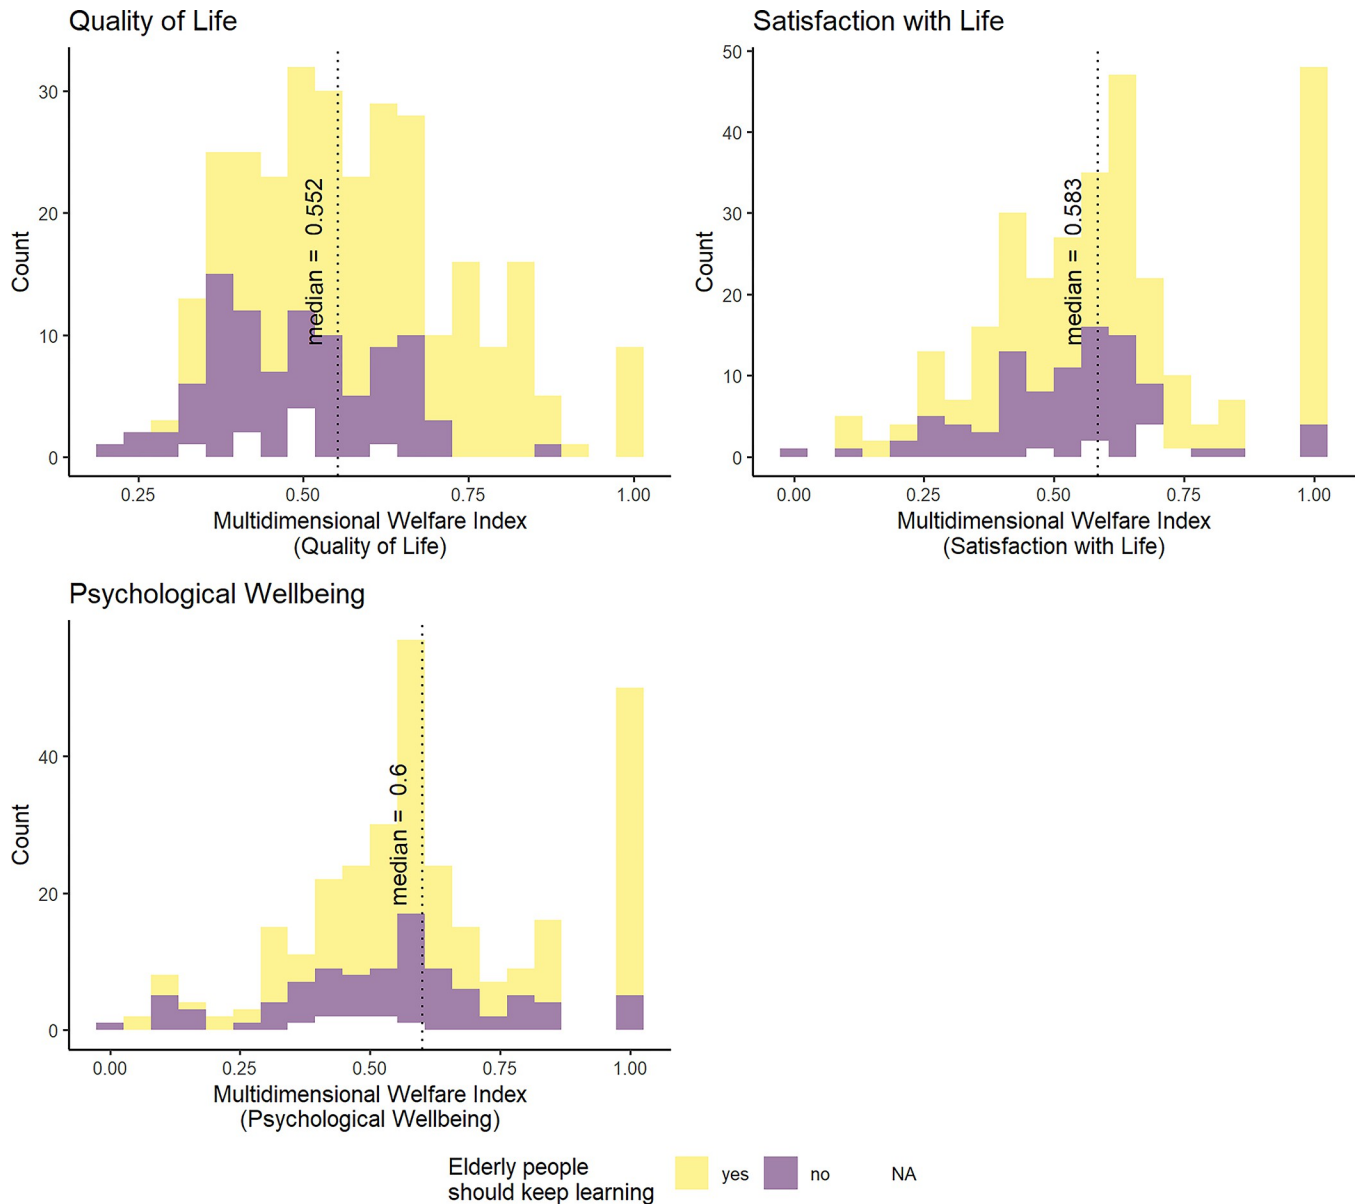 Quality of Life
30
20
10
0
Count
median = 0.552
0.25 0.50 0.75 1.00
Multidimensional Welfare Index
(Quality of Life)
Satisfaction with Life
50
40
30
20
10
0
Count
median = 0.583
0.00 0.25 0.50 0.75 1.00
Multidimensional Welfare Index
(Satisfaction with Life)
Psychological Wellbeing
40
20
0
Count
median = 0.6
0.00 0.25 0.50 0.75 1.00
Multidimensional Welfare Index
(Psychological Wellbeing)
Elderly people
should keep learning
yes no NA